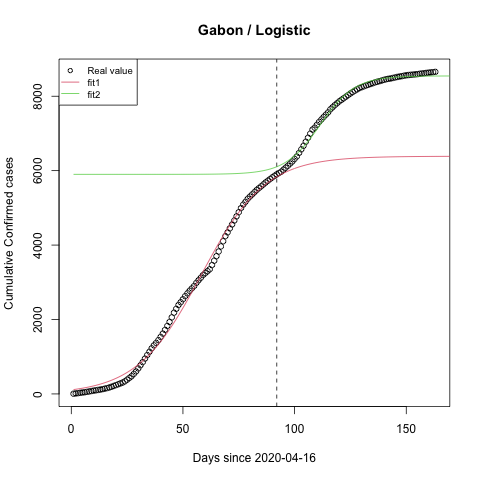 Gabon / Logistic
Real value
fit1
fit2
Cumulative Confirmed cases
0
2000
4000
6000
8000
0
50
100
150
Days since 2020-04-16